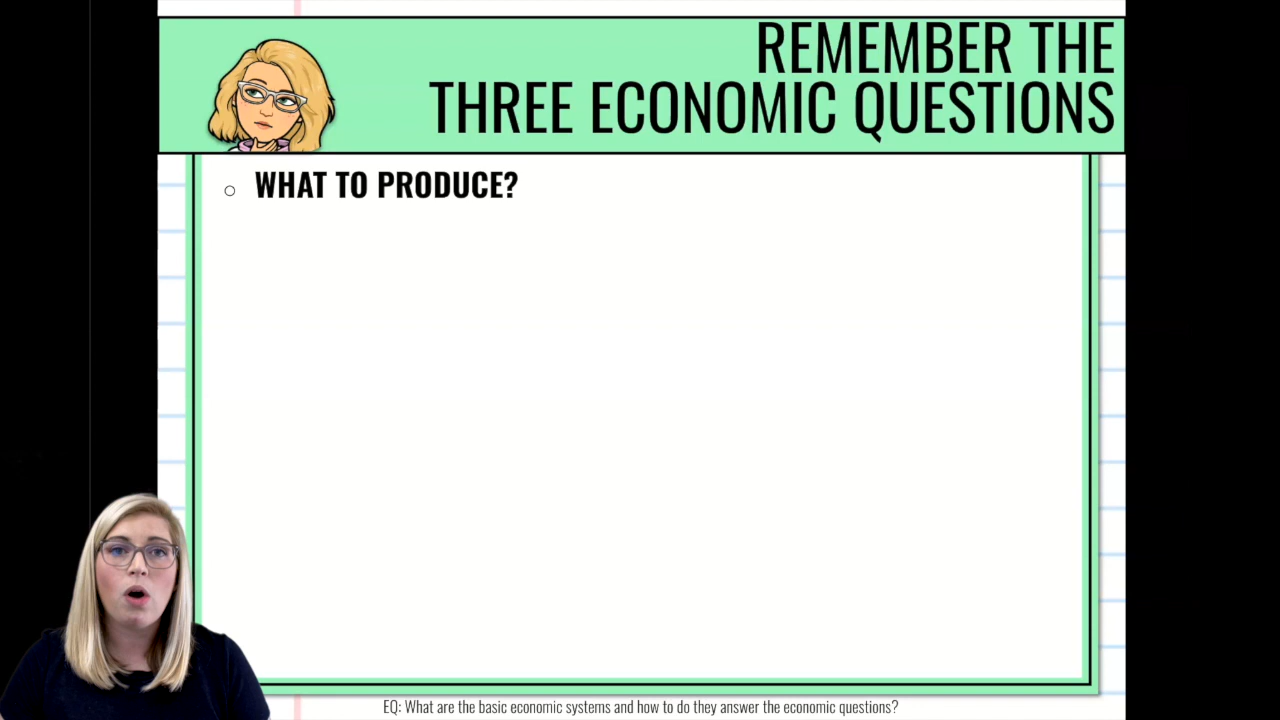 REMEMBER THE
THREE ECONOMIC QUESTIONS
○ WHAT TO PRODUCE?
EQ: What are the basic economic systems and how to do they answer the economic questions?